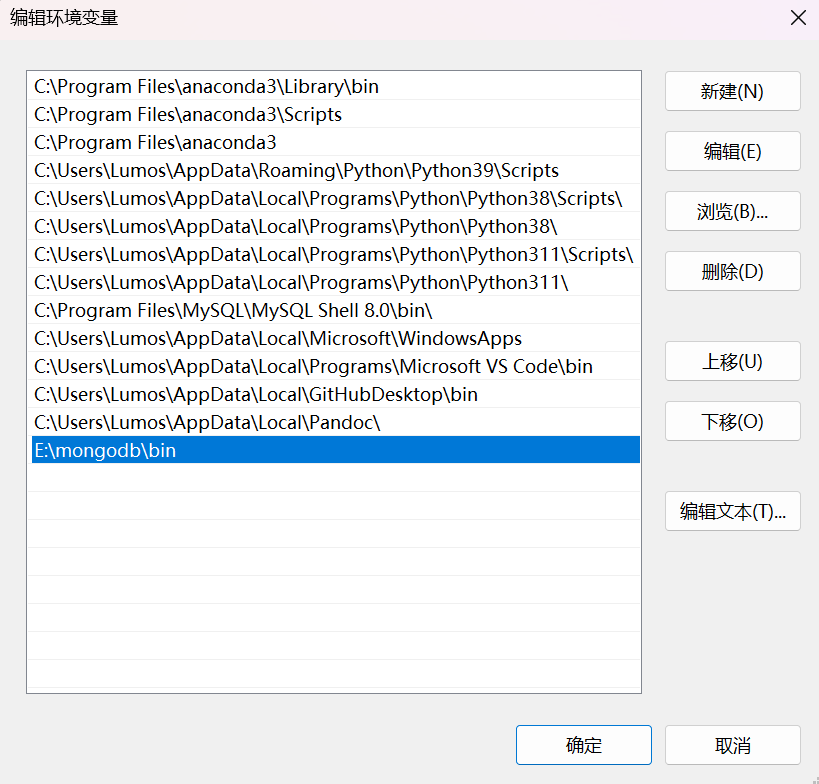 编辑环境变量
C:\Program Files\anaconda3\Library\bin
C:\Program Files\anaconda3\Scripts
C:\Program Files\anaconda3
C:\Users\Lumos\AppData\Roaming\Python\Python39\Scripts
C:\Users\Lumos\AppData\Local\Programs\Python\Python38\Scripts\
C:\Users\Lumos\AppData\Local\Programs\Python\Python38\
C:\Users\Lumos\AppData\Local\Programs\Python\Python311\Scripts\
C:\Users\Lumos\AppData\Local\Programs\Python\Python311\
C:\Program Files\MySQL\MySQL Shell 8.0\bin\
C:\Users\Lumos\AppData\Local\Microsoft\WindowsApps
C:\Users\Lumos\AppData\Local\Programs\Microsoft VS Code\bin
C:\Users\Lumos\AppData\Local\GitHubDesktop\bin
C:\Users\Lumos\AppData\Local\Pandoc\
E:\mongodb\bin
新建(N)
编辑(E)
浏览(B)...
删除(D)
上移(U)
下移(O)
编辑文本(T)...
确定
取消